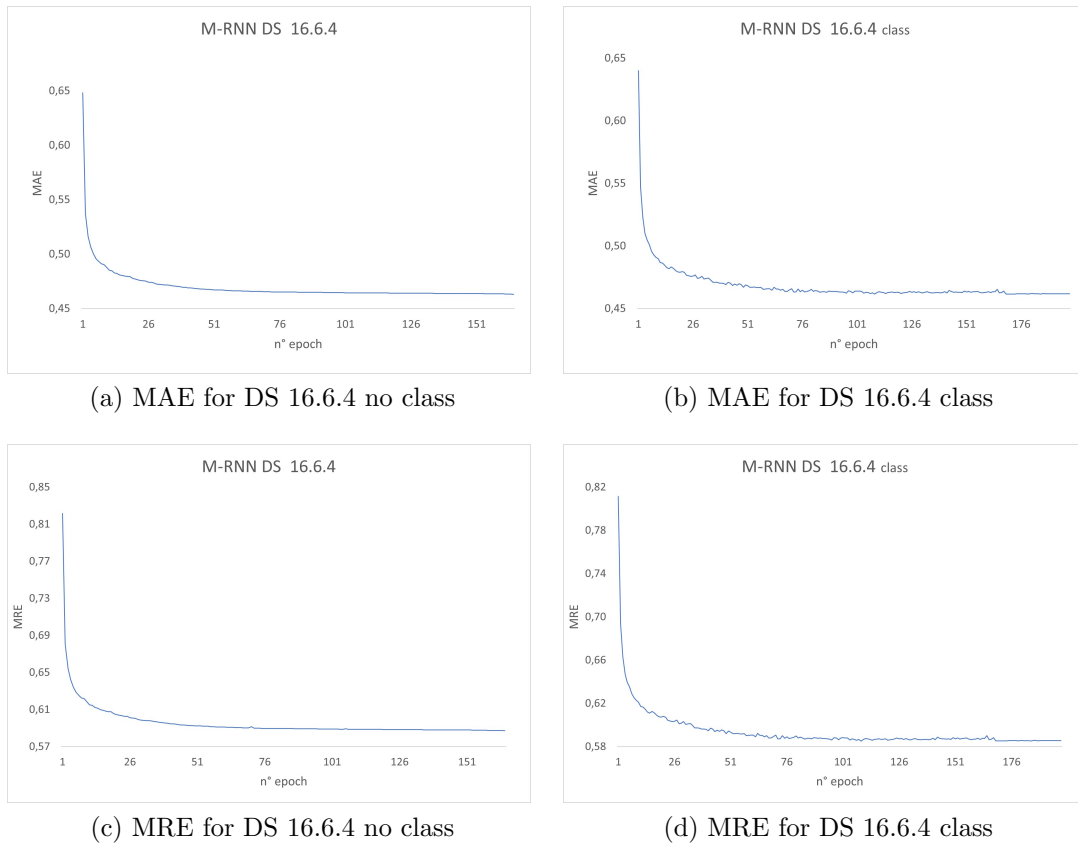 M-RNN DS 16.6.4
0,65
0,60
0,55
0,50
0,45
MAE
1 26 51 76 101 126 151
n° epoch
(a) MAE for DS 16.6.4 no class
M-RNN DS 16.6.4 class
0,65
0,60
0,55
0,50
0,45
MAE
1 26 51 76 101 126 151 176
n° epoch
(b) MAE for DS 16.6.4 class
M-RNN DS 16.6.4
0,85
0,81
0,77
0,73
0,69
0,65
0,61
0,57
MRE
1 26 51 76 101 126 151
n° epoch
(c) MRE for DS 16.6.4 no class
M-RNN DS 16.6.4 class
0,82
0,78
0,74
0,70
0,66
0,62
0,58
MRE
1 26 51 76 101 126 151 176
n° epoch
(d) MRE for DS 16.6.4 class